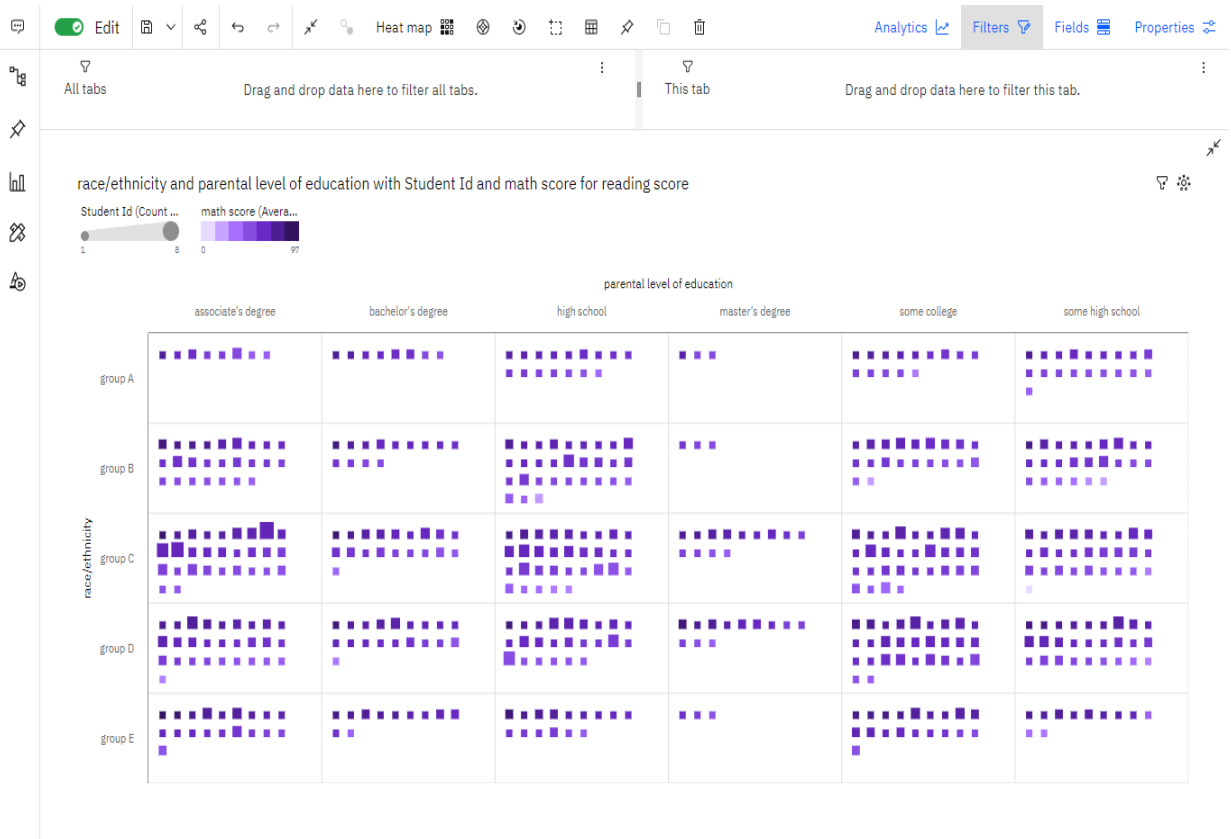 Edit
Heat map
Analytics
Filters
Fields
Properties
All tabs
Drag and drop data here to filter all tabs.
This tab
Drag and drop data here to filter this tab.
race/ethnicity and parental level of education with Student Id and math score for reading score
Student Id (Count ...
math score (Avera...
1 8
0 97
parental level of education
associate's degree
bachelor's degree
high school
master's degree
some college
some high school
race/ethnicity
group A
group B
group C
group D
group E